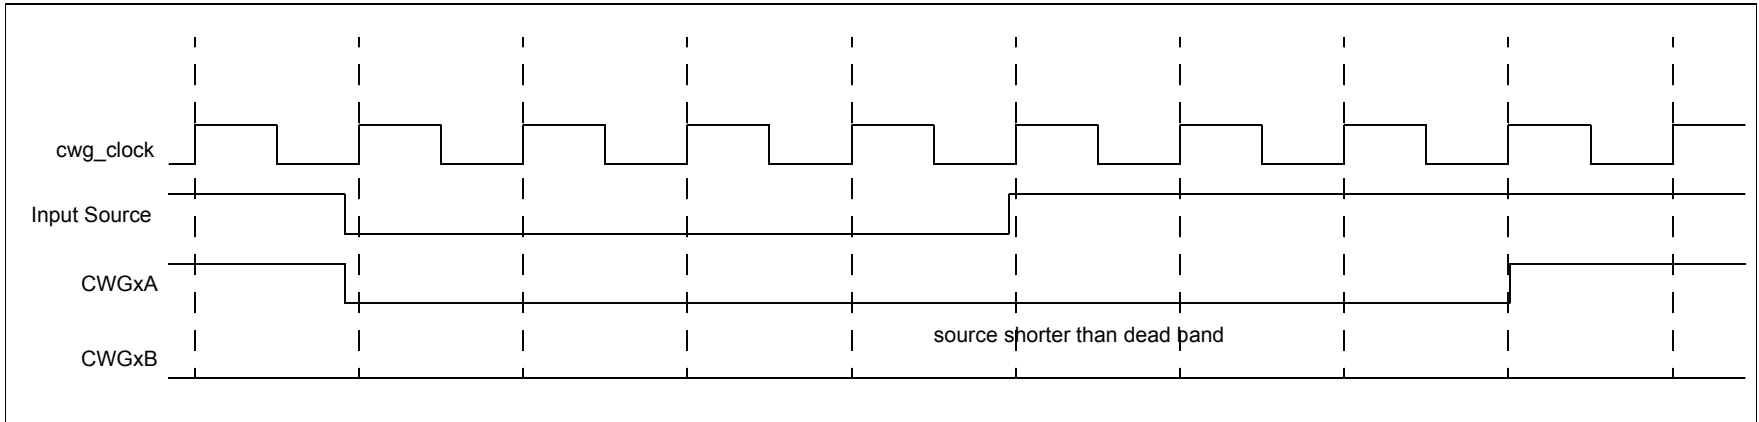 cwg_clock
Input Source
CWGxA
source shorter than dead band
CWGxB